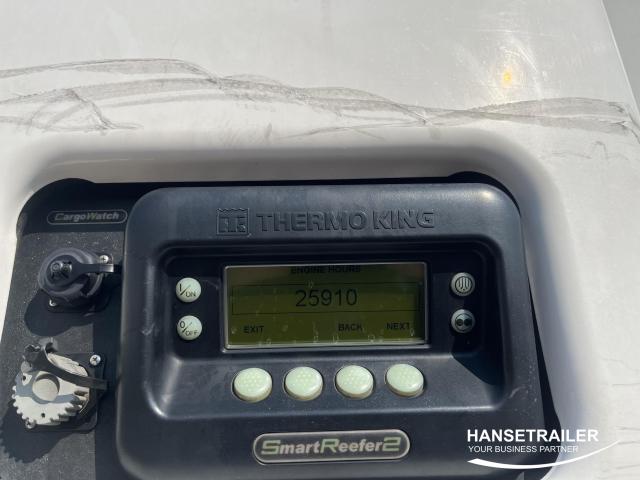 CargoWatch
THERMO KING
ENGINE HOURS
I/ON
25910
0/OFF
EXIT BACK NEXT
SmartReefer2
HANSETRAILER
YOUR BUSINESS PARTNER